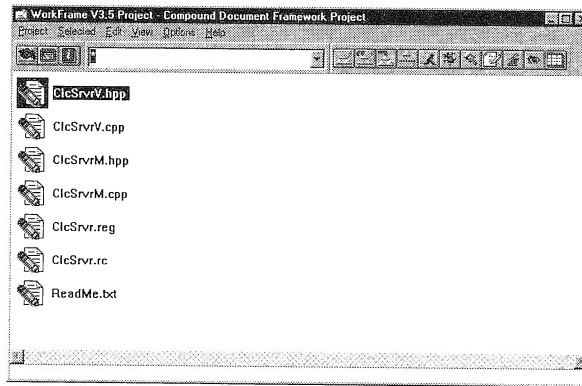 WorkFrame V3.5 Project - Compound Document Framework Project
Project Selected Edit View Options Help
ClcSrvrV.hpp
ClcSrvrV.cpp
ClcSrvrM.hpp
ClcSrvrM.cpp
ClcSrvr.reg
ClcSrvr.rc
ReadMe.txt